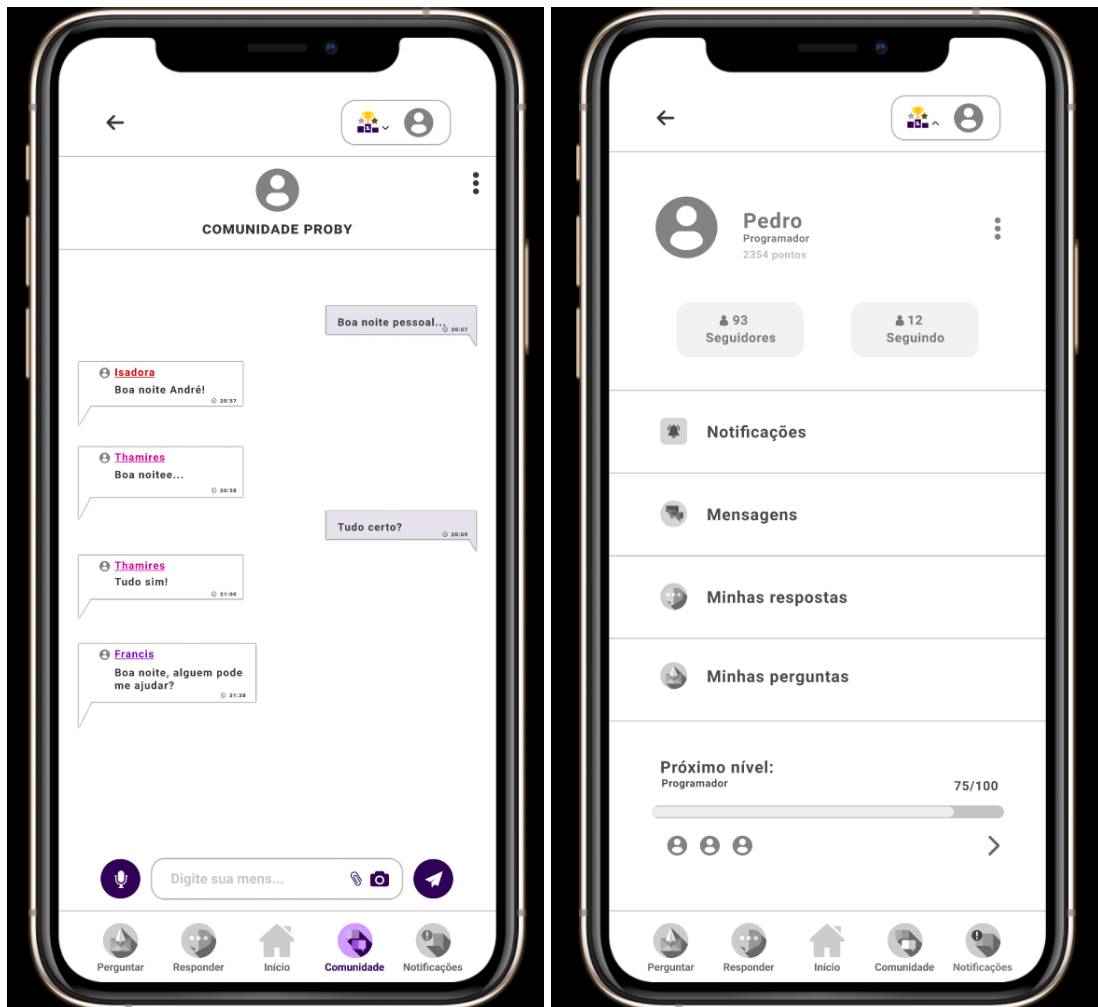 COMUNIDADE PROBY
Boa noite pessoal...
20:57
Isadora
Boa noite André!
20:57
Thamires
Boa noitee...
20:58
Tudo certo?
20:59
Thamires
Tudo sim!
21:00
Francis
Boa noite, alguem pode
me ajudar?
21:38
Digite sua mens...
Perguntar Responder Início Comunidade Notificações
Pedro
Programador
2354 pontos
93
Seguidores
12
Seguindo
Notificações
Mensagens
Minhas respostas
Minhas perguntas
Próximo nível:
Programador
75/100
Perguntar Responder Início Comunidade Notificações